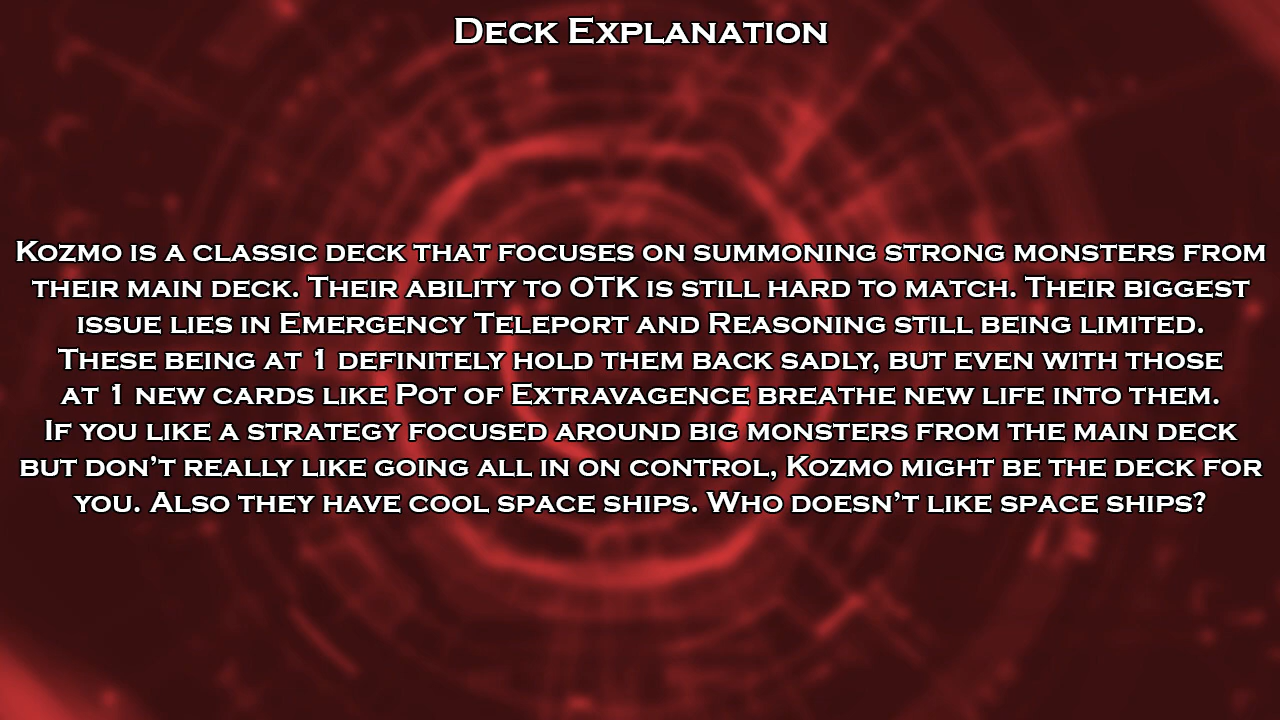 Deck Explanation
Kozmo is a classic deck that focuses on summoning strong monsters from
their main deck. Their ability to OTK is still hard to match. Their biggest
issue lies in Emergency Teleport and Reasoning still being limited.
These being at 1 definitely hold them back sadly, but even with those
at 1 new cards like Pot of Extravagence breathe new life into them.
If you like a strategy focused around big monsters from the main deck
but don't really like going all in on control, Kozmo might be the deck for
you. Also they have cool space ships. Who doesn't like space ships?